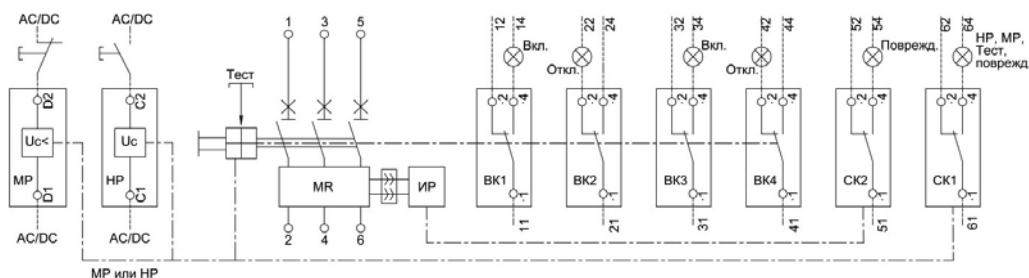 AC/DC
AC/DC
1
3
5
12
14
22
24
32
34
42
44
52
54
62
64
Вкл.
Откл.
Вкл.
Откл.
Поврежд.
НР, МР,
Тест,
поврежд.
Тест
D2
C2
.2
.4
.2
.4
.2
.4
.2
.4
.2
.4
.2
.4
Uc<
Uc
МР
НР
MR
ИР
ВК1
ВК2
ВК3
ВК4
СК2
СК1
D1
C1
.1
.1
.1
.1
.1
.1
AC/DC
AC/DC
2
4
6
11
21
31
41
51
61
МР или НР